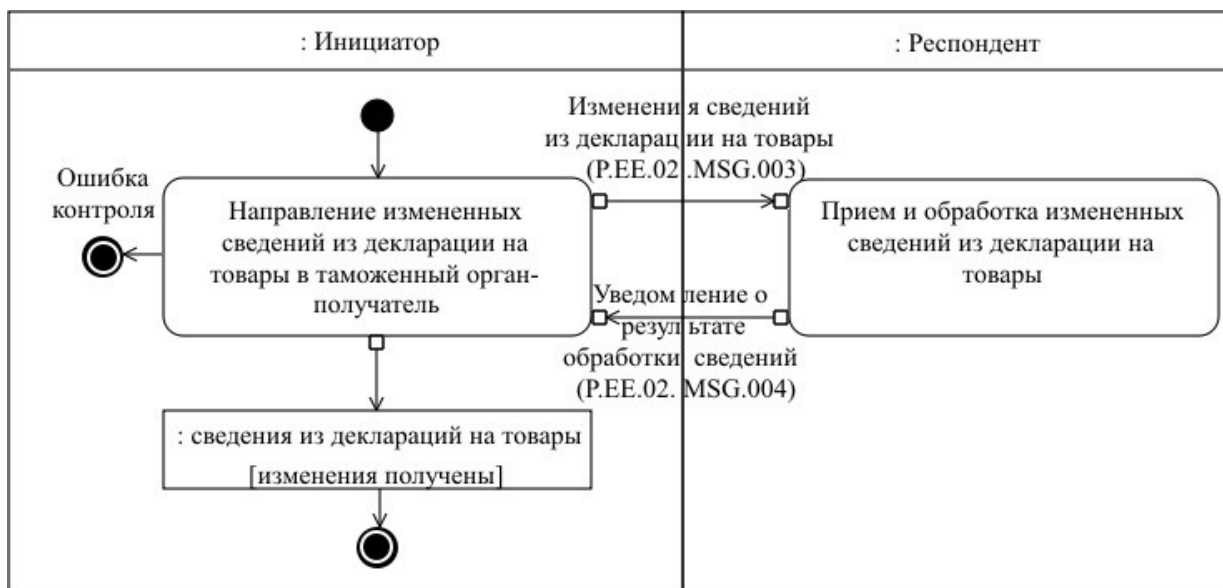 : Инициатор
: Респондент
Изменения сведений
из декларации на товары
(P.EE.02 .MSG.003)
Ошибка
контроля
Направление измененных
сведений из декларации на
товары в таможенный орган-
получатель
Прием и обработка измененных
сведений из декларации на
товары
Уведомление о
результате
обработки сведений
(P.EE.02. MSG.004)
: сведения из деклараций на товары
[изменения получены]